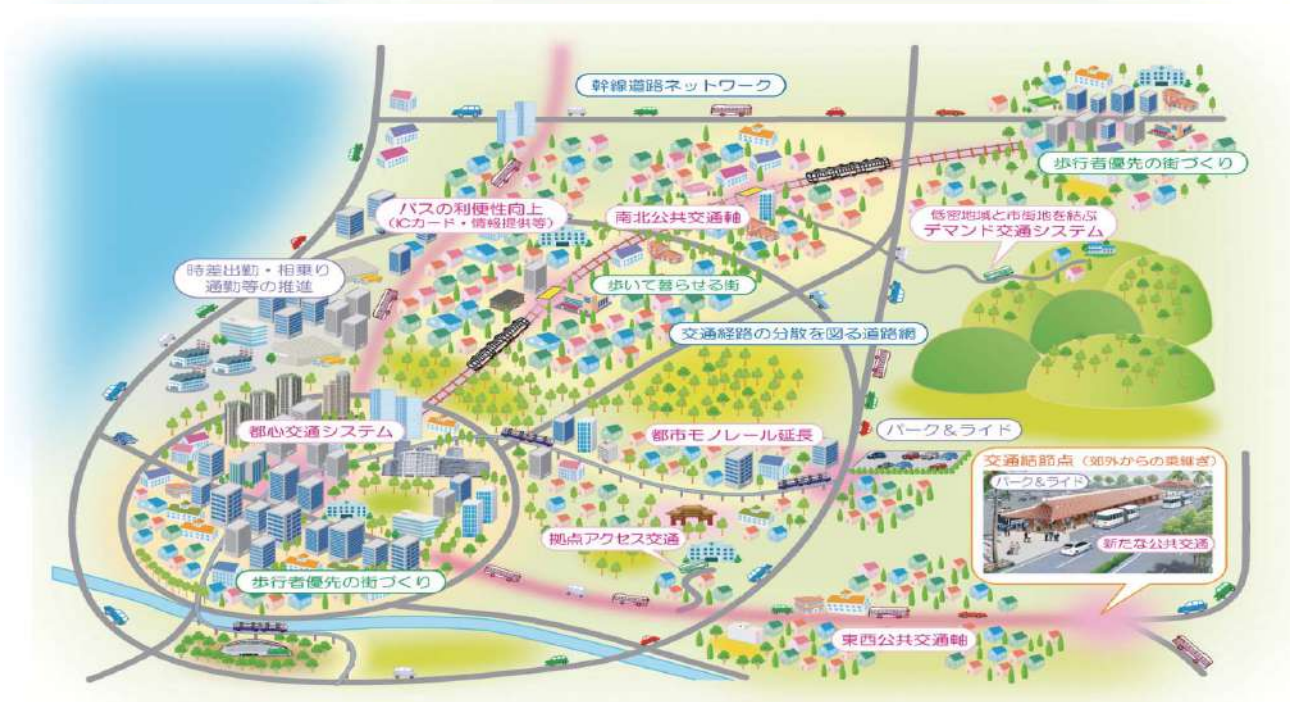 幹線道路ネットワーク
歩行者優先の街づくり
バスの利便性向上
(ICカード・情報提供等)
南北公共交通軸
低密地域と市街地を結ぶ
デマンド交通システム
時差出勤・相乗り
通勤等の推進
歩いて暮らせる街
交通経路の分散を図る道路網
都心交通システム
都市モノレール延長
パーク&ライド
交通結節点(郊外からの乗継ぎ)
パーク&ライド
新たな公共交通
拠点アクセス交通
歩行者優先の街づくり
東西公共交通軸